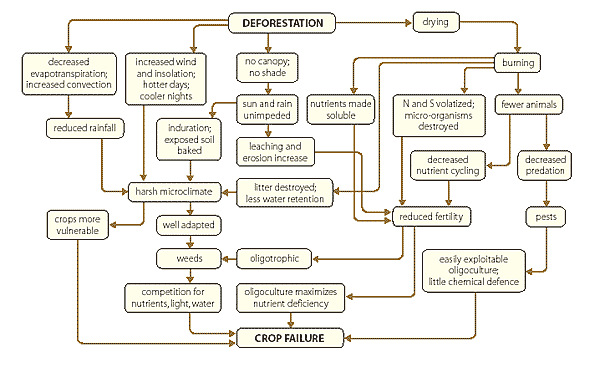 DEFORESTATION
drying
decreased
evapotranspiration;
increased convection
increased wind
and insolation;
hotter days;
cooler nights
no canopy;
no shade
burning
sun and rain
unimpeded
nutrients made
soluble
N and S volatized;
micro-organisms
destroyed
fewer animals
reduced rainfall
induration;
exposed soil
baked
leaching and
erosion increase
decreased
nutrient cycling
decreased
predation
harsh microclimate
litter destroyed;
less water retention
crops more
vulnerable
well adapted
reduced fertility
pests
weeds
oligotrophic
easily exploitable
oligoculture;
little chemical defence
competition for
nutrients, light, water
oligoculture maximizes
nutrient deficiency
CROP FAILURE